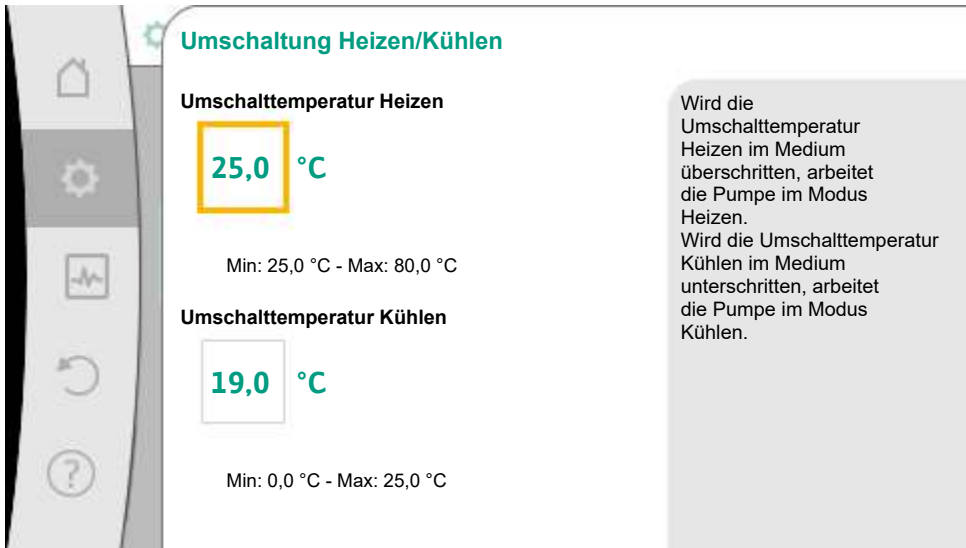 Umschaltung Heizen/Kühlen
Umschalttemperatur Heizen
25,0 °C
Min: 25,0 °C - Max: 80,0 °C
Umschalttemperatur Kühlen
19,0 °C
Min: 0,0 °C - Max: 25,0 °C
Wird die
Umschalttemperatur
Heizen im Medium
überschritten, arbeitet
die Pumpe im Modus
Heizen.
Wird die Umschalttemperatur
Kühlen im Medium
unterschritten, arbeitet
die Pumpe im Modus
Kühlen.
?